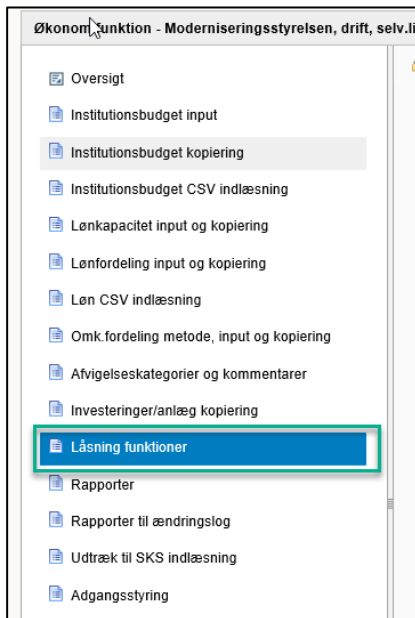 Økonomifunktion - Moderniseringsstyrelsen, drift, selv.li
Oversigt
Institutionsbudget input
Institutionsbudget kopiering
Institutionsbudget CSV indlæsning
Lønkapacitet input og kopiering
Lønfordeling input og kopiering
Løn CSV indlæsning
Omk.fordeling metode, input og kopiering
Afvigelseskategorier og kommentarer
Investeringer/anlæg kopiering
Låsning funktioner
Rapporter
Rapporter til ændringslog
Udtræk til SKS indlæsning
Adgangsstyring